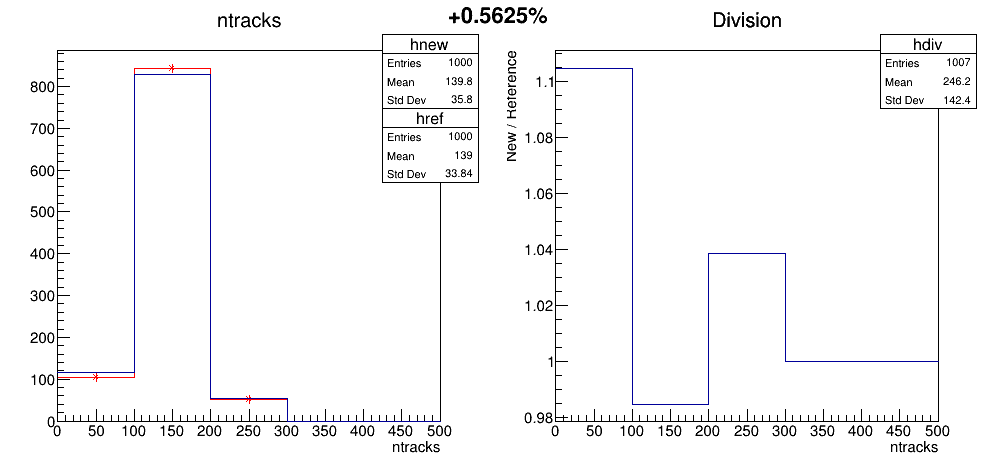 +0.5625%
ntracks
hnew
Entries 1000
Mean 139.8
Std Dev 35.8
href
Entries 1000
Mean 139
Std Dev 33.84
800
700
600
500
400
300
200
100
0
0 50 100 150 200 250 300 350 400 450 500
ntracks
Division
hdiv
Entries 1007
Mean 246.2
Std Dev 142.4
New / Reference
1.1
1.08
1.06
1.04
1.02
1
0.98
0 50 100 150 200 250 300 350 400 450 500
ntracks